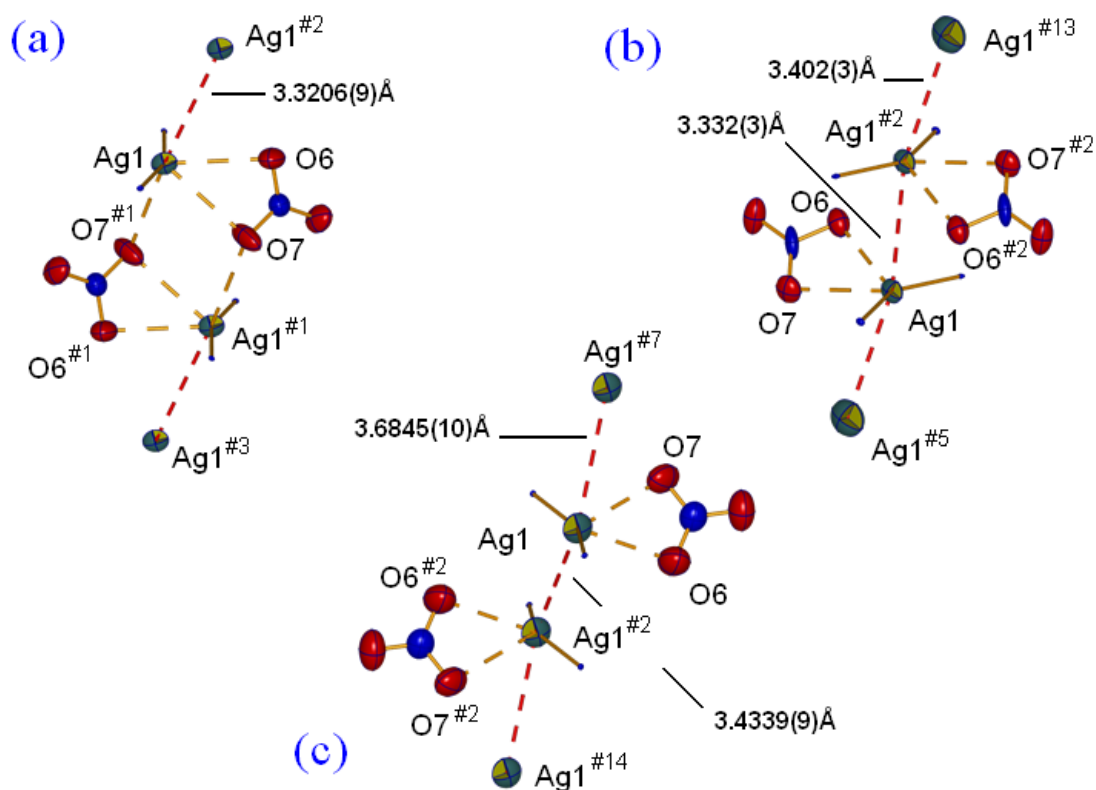 (a)
Ag1#2
3.3206(9)Å
Ag1
O6
O7#1
O7
O6#1
Ag1#1
Ag1#3
(b)
Ag1#13
3.402(3)Å
3.332(3)Å
Ag1#2
O7#2
O6
O6#2
O7
Ag1
Ag1#5
Ag1#7
3.6845(10)Å
O7
Ag1
O6#2
O6
Ag1#2
O7#2
3.4339(9)Å
(c)
Ag1#14